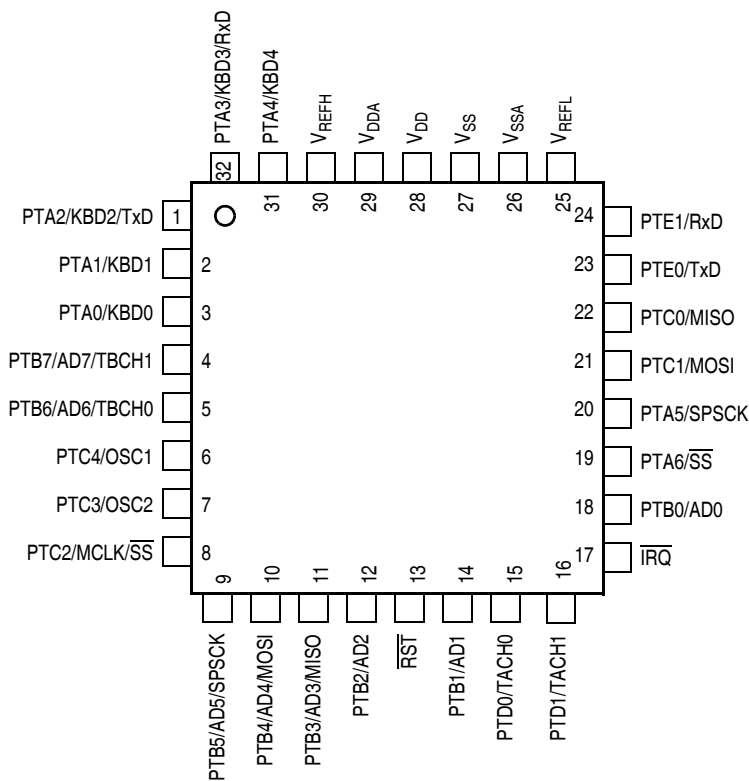 PTA3/KBD3/RxD
PTA4/KBD4
VREFH
VDDA
VDD
VSS
VSSA
VREFL
32
31
30
29
28
27
26
25
PTA2/KBD2/TxD 1
PTA1/KBD1 2
PTA0/KBD0 3
PTB7/AD7/TBCH1 4
PTB6/AD6/TBCH0 5
PTC4/OSC1 6
PTC3/OSC2 7
PTC2/MCLK/S̅S̅ 8
24 PTE1/RxD
23 PTE0/TxD
22 PTC0/MISO
21 PTC1/MOSI
20 PTA5/SPSCK
19 PTA6/S̅S̅
18 PTB0/AD0
17 I̅R̅Q̅
9
10
11
12
13
14
15
16
PTB5/AD5/SPSCK
PTB4/AD4/MOSI
PTB3/AD3/MISO
PTB2/AD2
R̅S̅T̅
PTB1/AD1
PTD0/TACH0
PTD1/TACH1